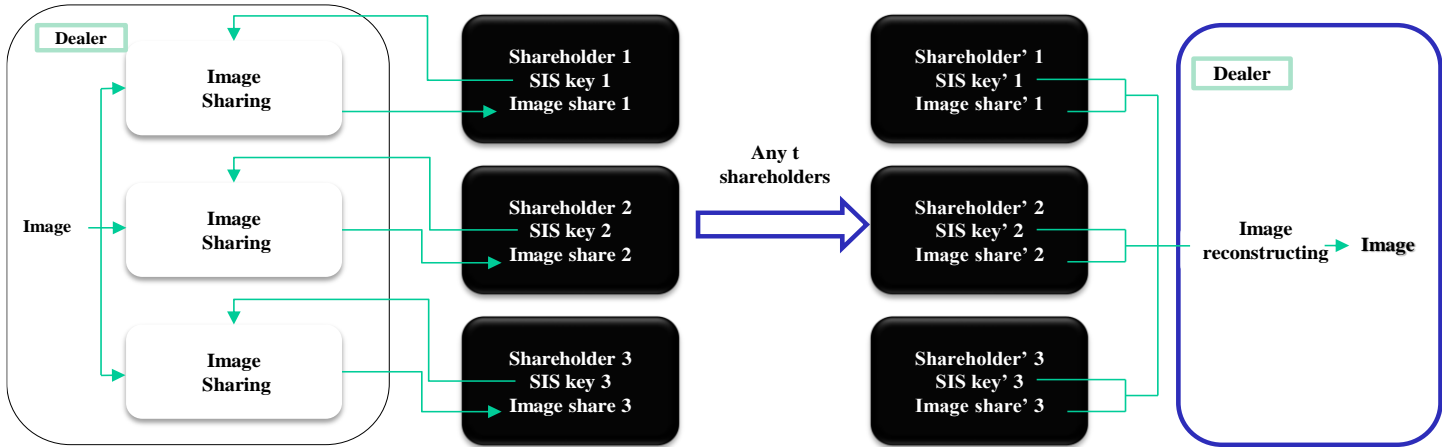 Dealer
Image
Image
Sharing
Image
Sharing
Image
Sharing
Shareholder 1
SIS key 1
Image share 1
Shareholder 2
SIS key 2
Image share 2
Shareholder 3
SIS key 3
Image share 3
Any t
shareholders
Shareholder’ 1
SIS key’ 1
Image share’ 1
Shareholder’ 2
SIS key’ 2
Image share’ 2
Shareholder’ 3
SIS key’ 3
Image share’ 3
Dealer
Image
reconstructing
Image